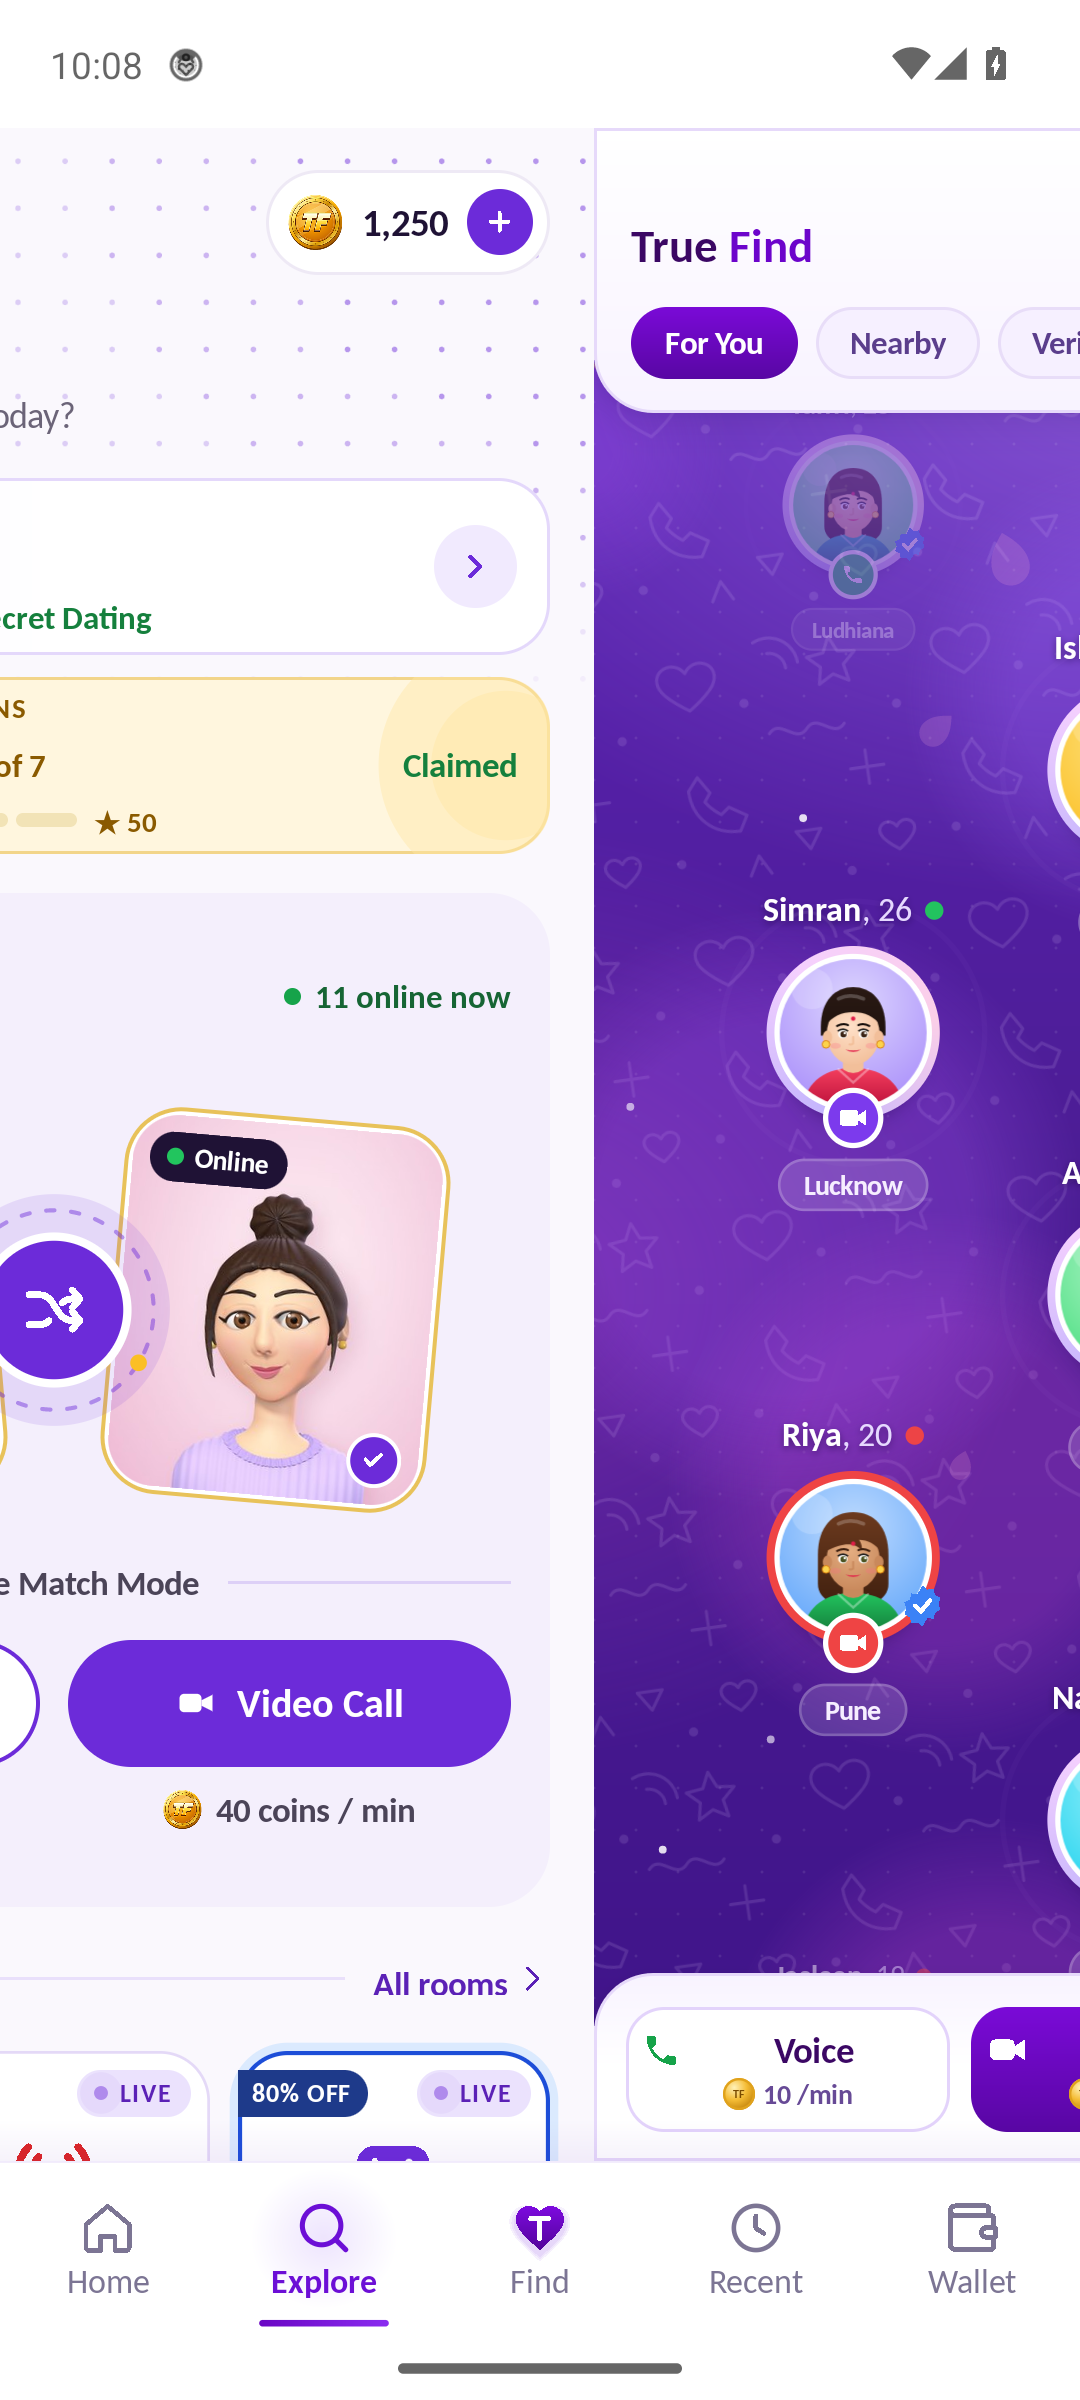 10:08
1,250
oday?
cret Dating
NS
of 7
Claimed
★ 50
11 online now
Online
e Match Mode
Video Call
40 coins / min
All rooms
LIVE
80% OFF
LIVE
True Find
For You
Nearby
Veri
Ludhiana
Isl
Simran, 26
Lucknow
A
Riya, 20
Pune
Na
Voice
10 /min
Home
Explore
Find
Recent
Wallet